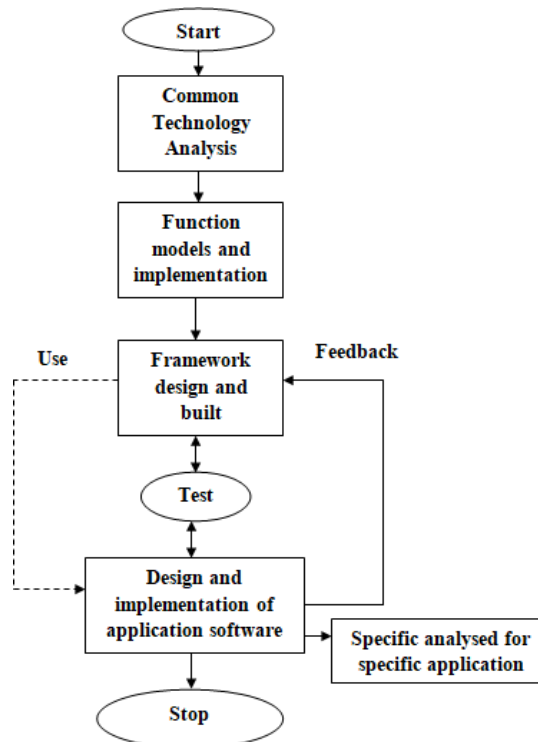 Start
Common
Technology
Analysis
Function
models and
implementation
Use
Framework
design and
built
Feedback
Test
Design and
implementation of
application software
Specific analysed for
specific application
Stop